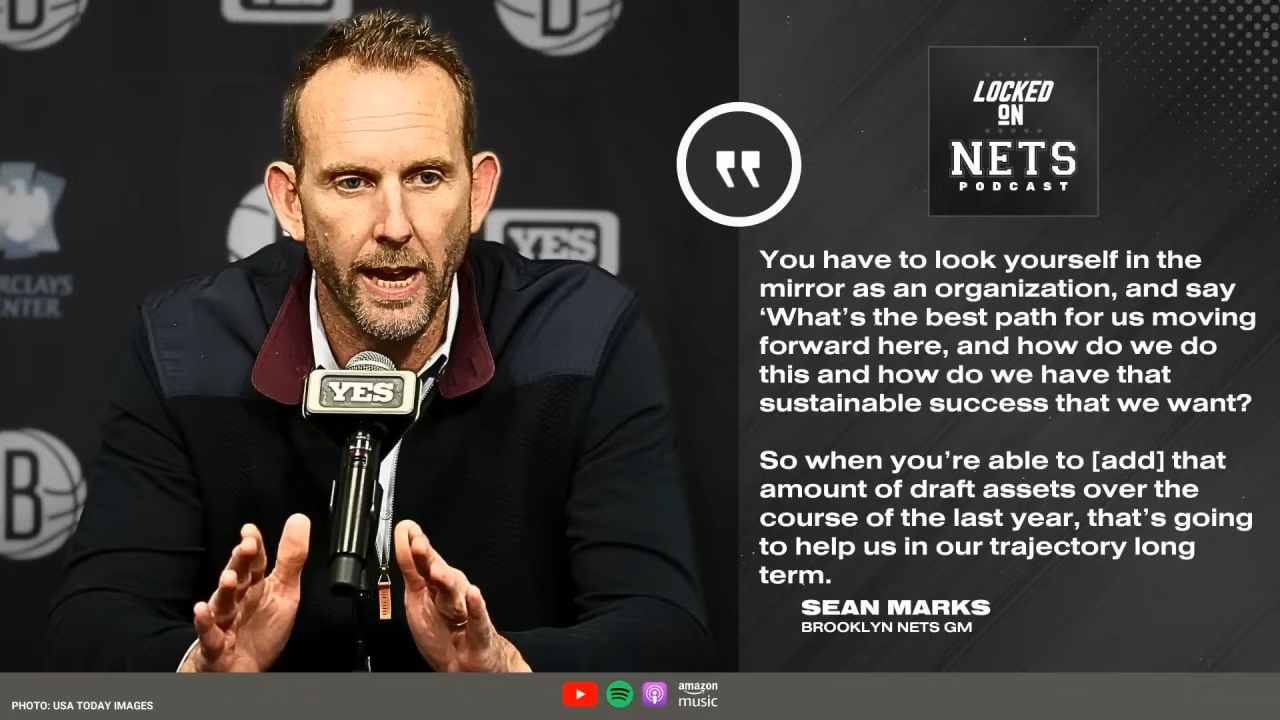 LOCKED
ON
NETS
PODCAST
You have to look yourself in the
mirror as an organization, and say
‘What’s the best path for us moving
forward here, and how do we do
this and how do we have that
sustainable success that we want?
So when you’re able to [add] that
amount of draft assets over the
course of the last year, that’s going
to help us in our trajectory long
term.
SEAN MARKS
BROOKLYN NETS GM
YES
YES
B
B
B
RCLAYS
ENTER
PHOTO: USA TODAY IMAGES
amazon
music